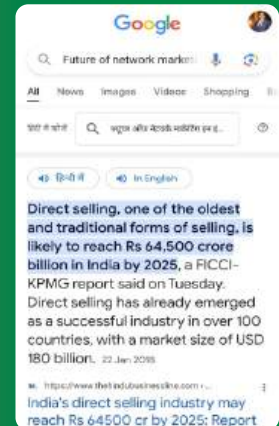 Google
Future of network market
All News Images Videos Shopping
हिंदी में
In English
Direct selling, one of the oldest
and traditional forms of selling, is
likely to reach Rs 64,500 crore
billion in India by 2025, a FICCI-
KPMG report said on Tuesday.
Direct selling has already emerged
as a successful industry in over 100
countries, with a market size of USD
180 billion.
https://www.thehindubusinessline.com ›...
India's direct selling industry may
reach Rs 64500 cr by 2025: Report